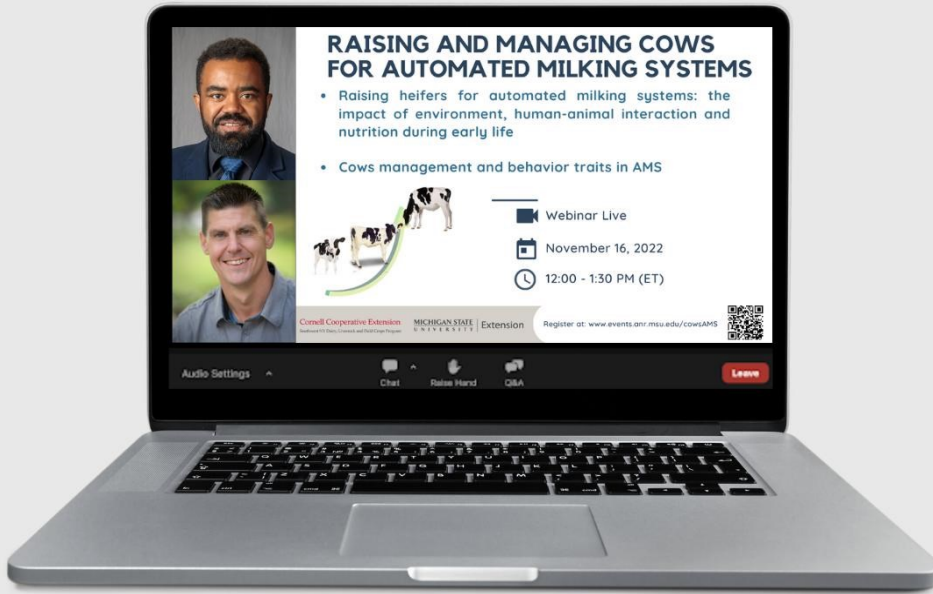 RAISING AND MANAGING COWS
FOR AUTOMATED MILKING SYSTEMS
• Raising heifers for automated milking systems: the
impact of environment, human-animal interaction and
nutrition during early life
• Cows management and behavior traits in AMS
Webinar Live
November 16, 2022
12:00 - 1:30 PM (ET)
Cornell Cooperative Extension
MICHIGAN STATE
UNIVERSITY
Extension
Register at: www.events.anr.msu.edu/cowsAMS
Audio Settings
Chat
Raise Hand
Q&A
Leave